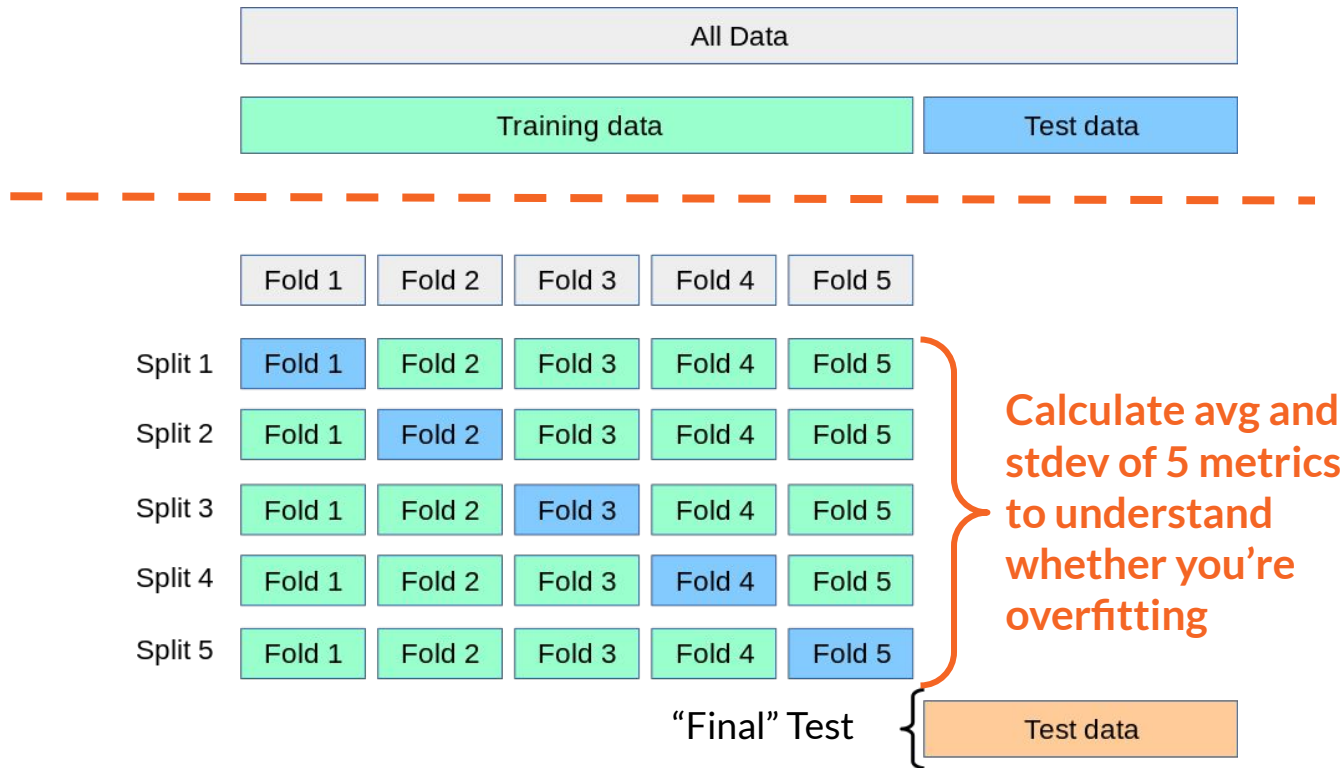 All Data
Training data Test data
Fold 1 Fold 2 Fold 3 Fold 4 Fold 5
Split 1 Fold 1 Fold 2 Fold 3 Fold 4 Fold 5
Split 2 Fold 1 Fold 2 Fold 3 Fold 4 Fold 5
Split 3 Fold 1 Fold 2 Fold 3 Fold 4 Fold 5
Split 4 Fold 1 Fold 2 Fold 3 Fold 4 Fold 5
Split 5 Fold 1 Fold 2 Fold 3 Fold 4 Fold 5
Calculate avg and
stdev of 5 metrics
to understand
whether you’re
overfitting
“Final” Test Test data